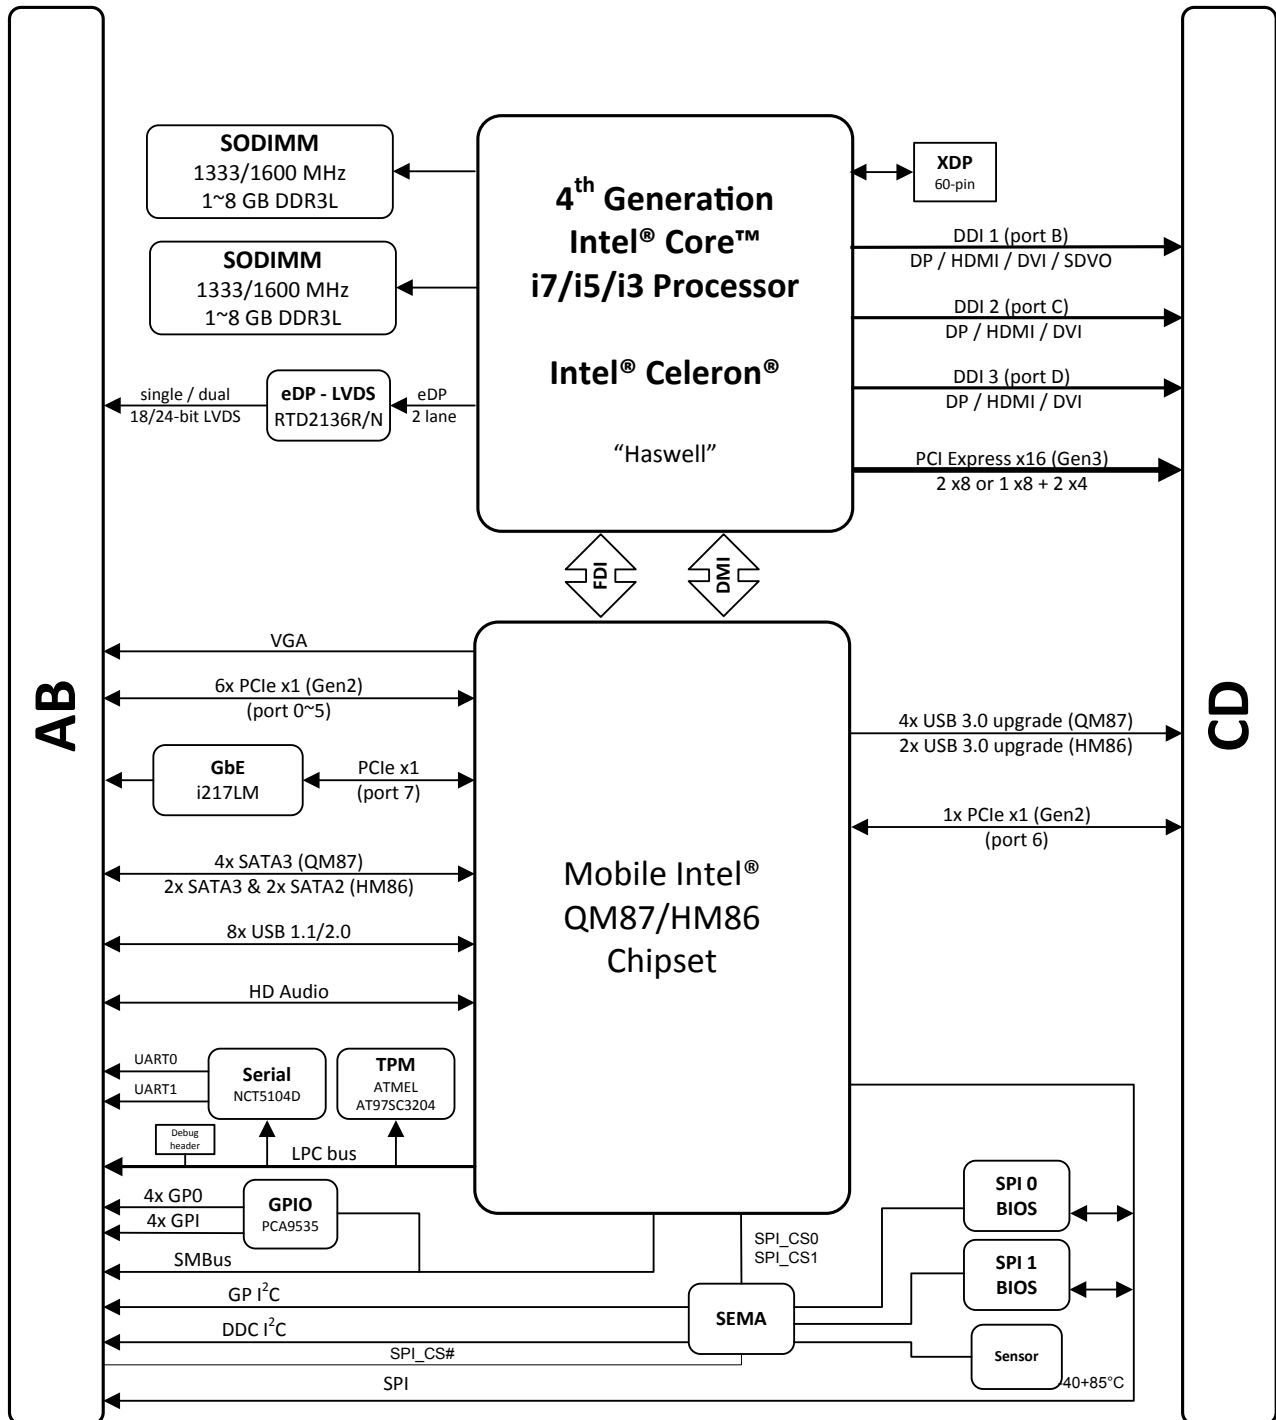 SODIMM
1333/1600 MHz
1~8 GB DDR3L
SODIMM
1333/1600 MHz
1~8 GB DDR3L
single / dual
18/24-bit LVDS
eDP - LVDS
RTD2136R/N
eDP
2 lane
4th Generation
Intel® Core™
i7/i5/i3 Processor
Intel® Celeron®
“Haswell”
XDP
60-pin
DDI 1 (port B)
DP / HDMI / DVI / SDVO
DDI 2 (port C)
DP / HDMI / DVI
DDI 3 (port D)
DP / HDMI / DVI
PCI Express x16 (Gen3)
2 x8 or 1 x8 + 2 x4
FDI
DMI
AB
CD
VGA
6x PCIe x1 (Gen2)
(port 0~5)
GbE
i217LM
PCIe x1
(port 7)
4x SATA3 (QM87)
2x SATA3 & 2x SATA2 (HM86)
8x USB 1.1/2.0
HD Audio
Mobile Intel®
QM87/HM86
Chipset
4x USB 3.0 upgrade (QM87)
2x USB 3.0 upgrade (HM86)
1x PCIe x1 (Gen2)
(port 6)
UART0
UART1
Serial
NCT5104D
TPM
ATMEL
AT97SC3204
Debug
header
LPC bus
4x GP0
4x GPI
GPIO
PCA9535
SMBus
GP I²C
DDC I²C
SPI_CS#
SPI
SPI_CS0
SPI_CS1
SEMA
SPI 0
BIOS
SPI 1
BIOS
Sensor
-40+85°C